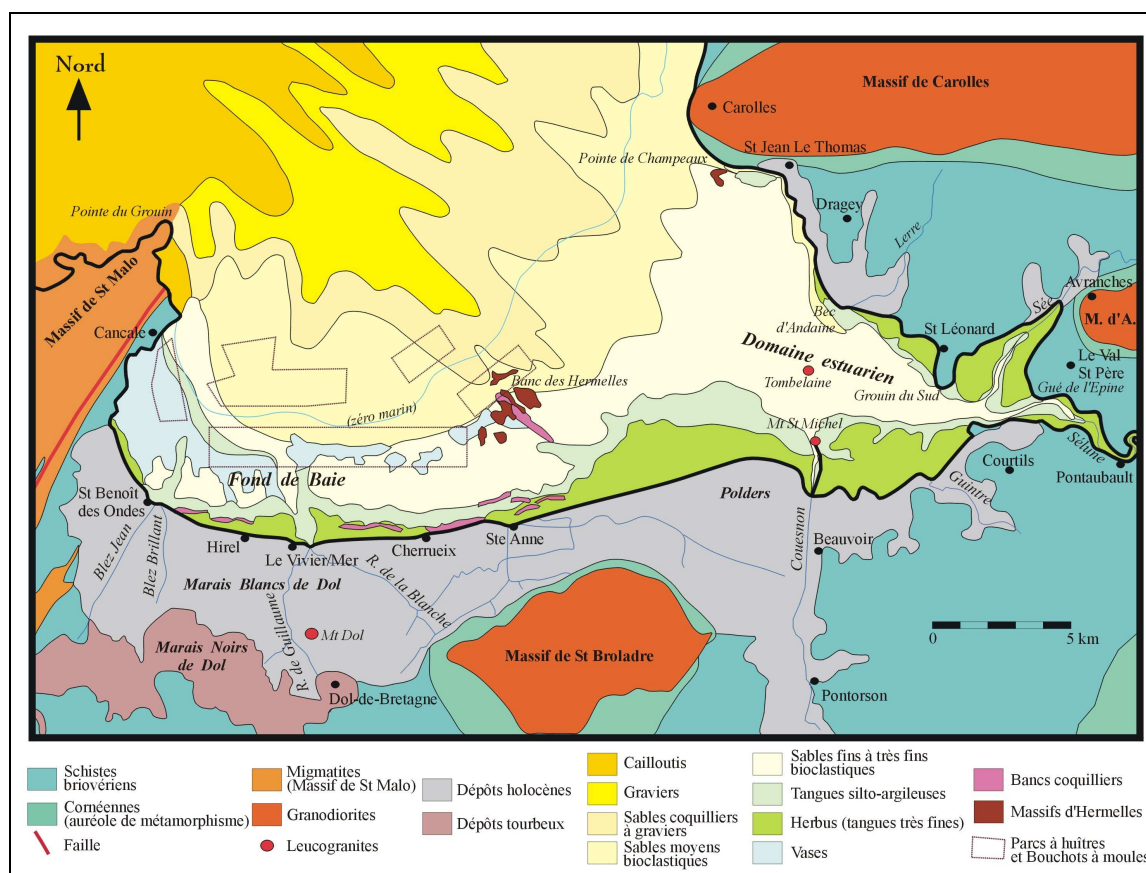 Nord
Massif de Carolles
Carolles
St Jean Le Thomas
Pointe de Champeaux
Pointe du Grouin
Dragey
Lerre
Massif de St Malo
Avranches
Sée
M. d'A.
Cancale
Bec
d'Andaine
St Léonard
Domaine estuarien
Le Val
St Père
Banc des Hermelles
Tombelaine
Grouin du Sud
Gué de l'Epine
(zéro marin)
Mt St Michel
Sélune
Fond de Baie
Courtils
Pontaubault
St Benoît
des Ondes
Polders
Guintre
Blez Jean
Blez Brillant
Hirel
Le Vivier/Mer
Cherrueix
Ste Anne
Couesnon
Beauvoir
Marais Blancs de Dol
R. de la Blanche
R. de Guillaume
Mt Dol
0
5 km
Marais Noirs
de Dol
Massif de St Broladre
Dol-de-Bretagne
Pontorson
Schistes
briovériens
Cornéennes
(auréole de métamorphisme)
Faille
Migmatites
(Massif de St Malo)
Granodiorites
Leucogranites
Dépôts holocènes
Dépôts tourbeux
Cailloutis
Graviers
Sables coquilliers
à graviers
Sables moyens
bioclastiques
Sables fins à très fins
bioclastiques
Tangues silto-argileuses
Herbus (tangues très fines)
Vases
Bancs coquilliers
Massifs d'Hermelles
Parcs à huîtres
et Bouchots à moules